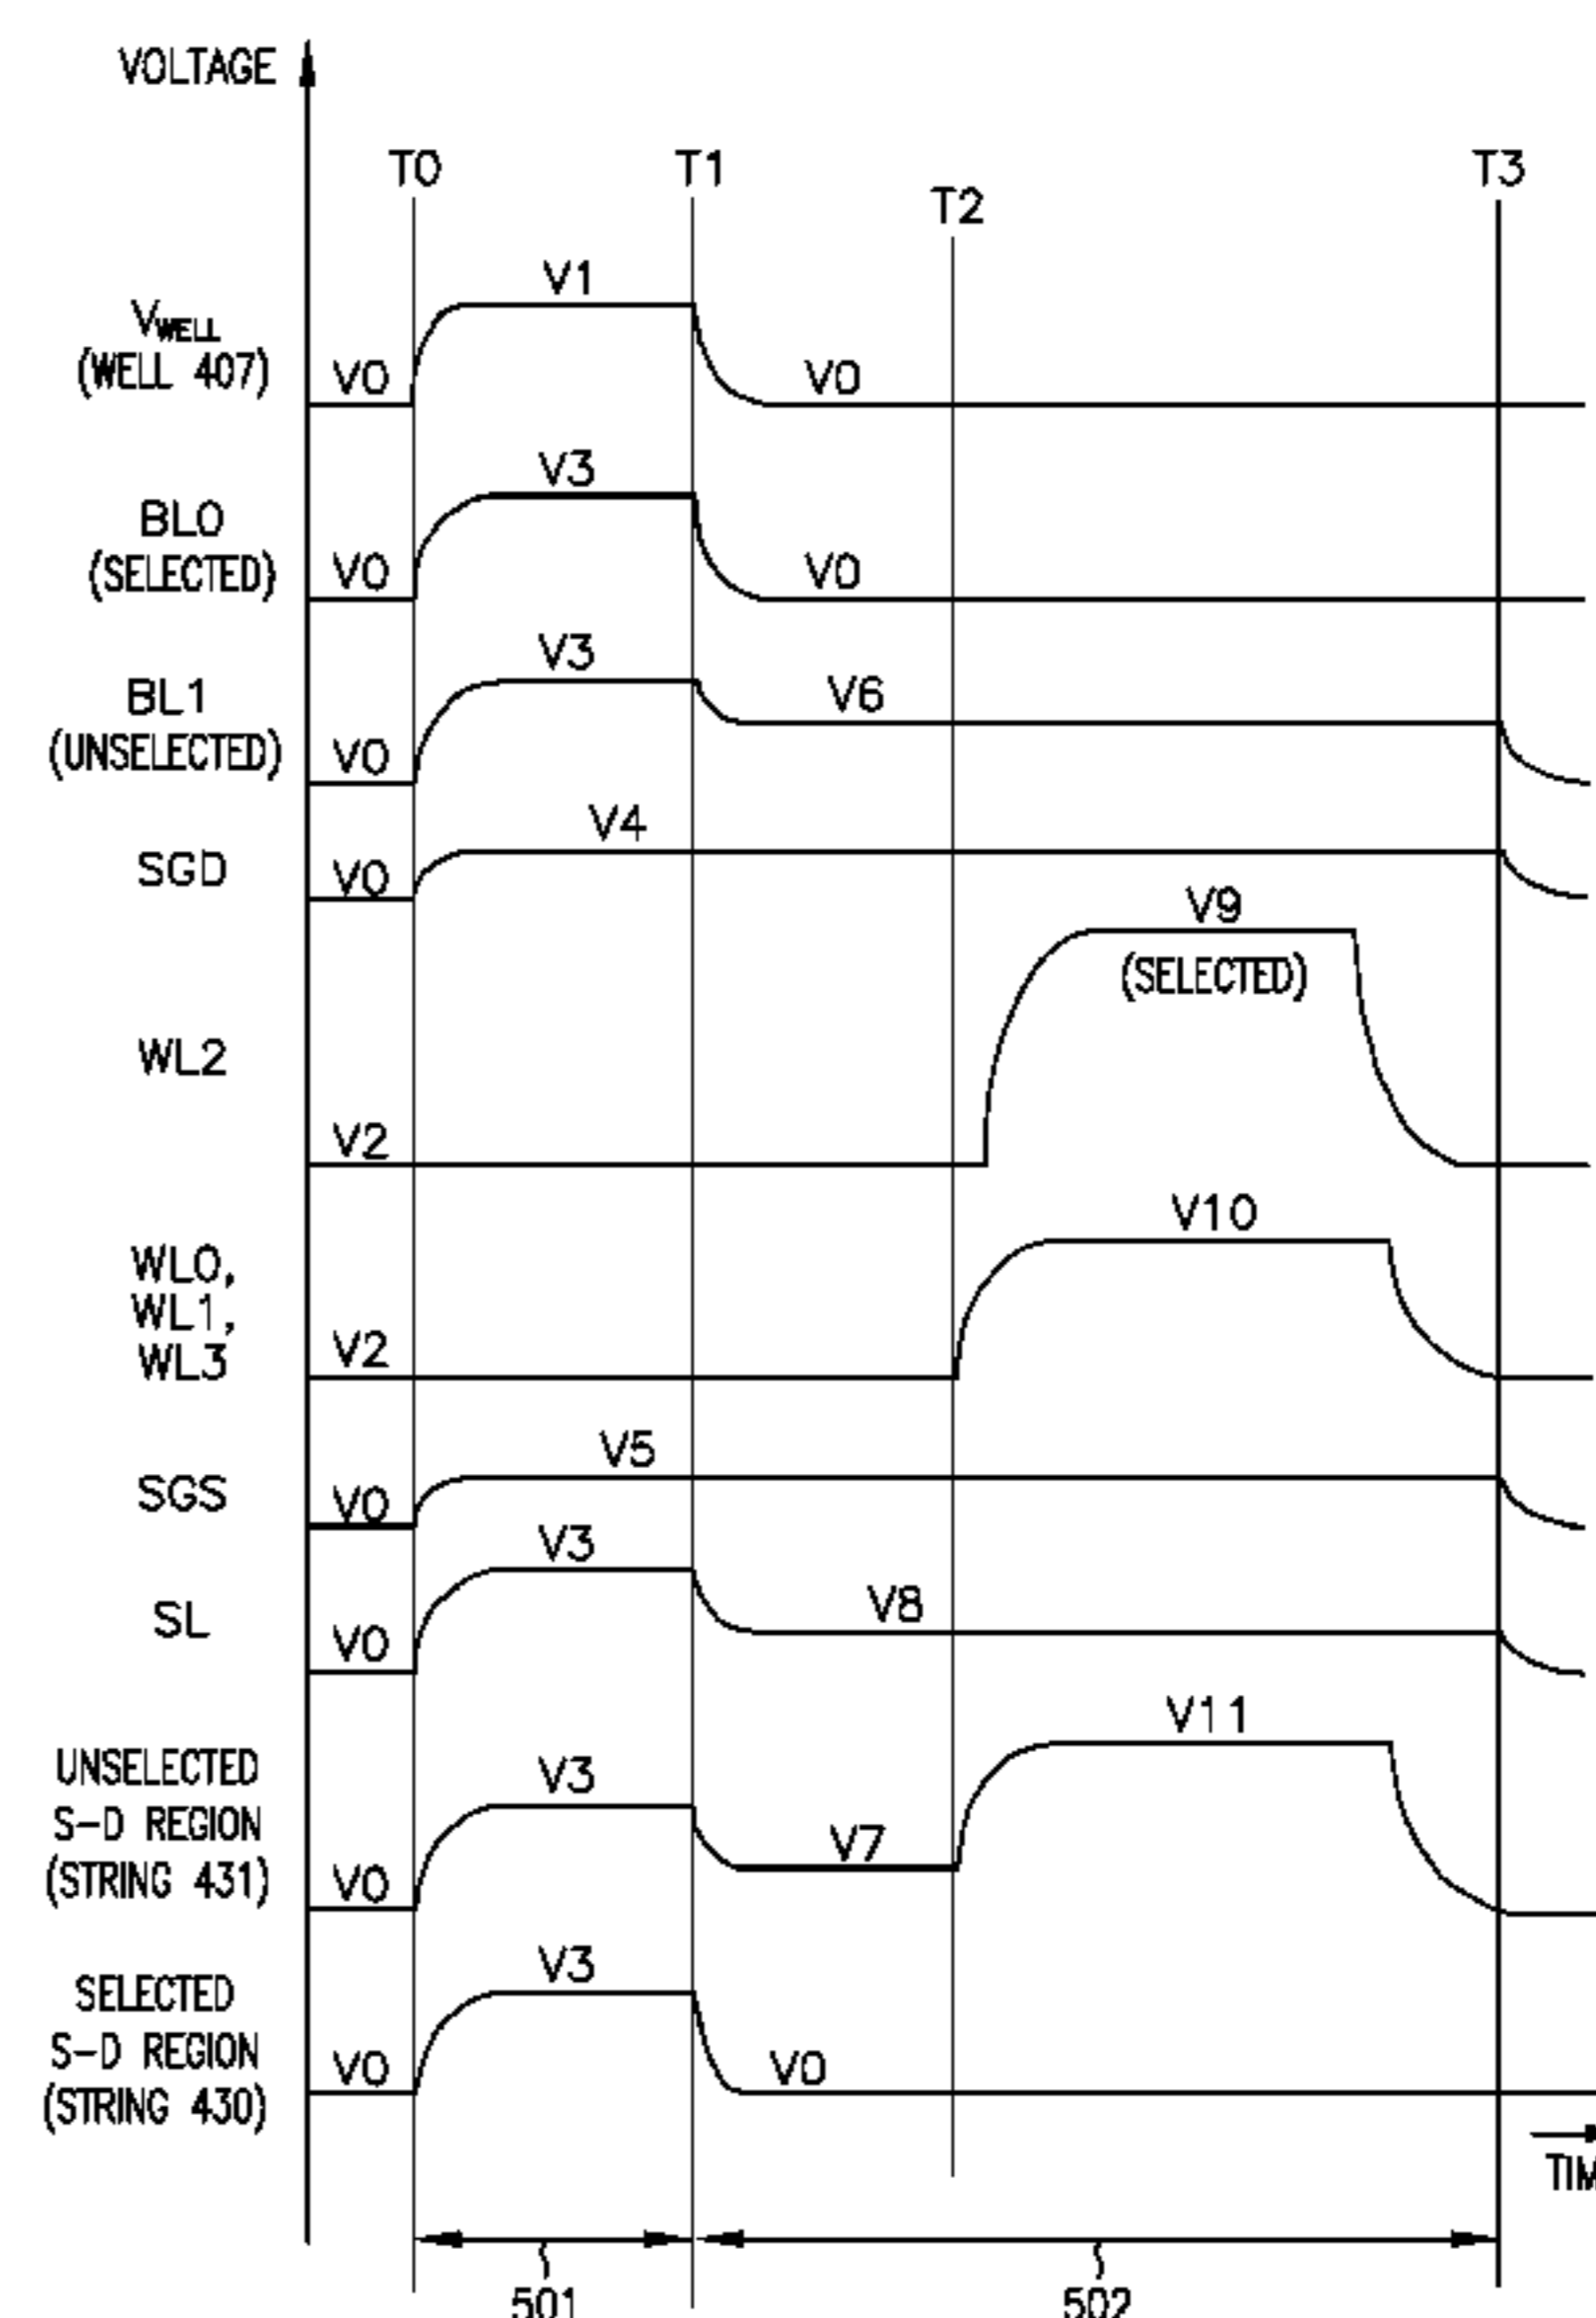 VOLTAGE
T0
T1
T2
T3
V1
VWELL
(WELL 407)
V0
V0
V3
BL0
(SELECTED)
V0
V0
V3
BL1
(UNSELECTED)
V0
V6
V4
SGD
V0
V9
(SELECTED)
WL2
V2
V10
WL0,
WL1,
WL3
V2
V5
SGS
V0
V3
SL
V0
V8
V11
UNSELECTED
S-D REGION
(STRING 431)
V0
V3
V7
SELECTED
S-D REGION
(STRING 430)
V0
V3
V0
501
502